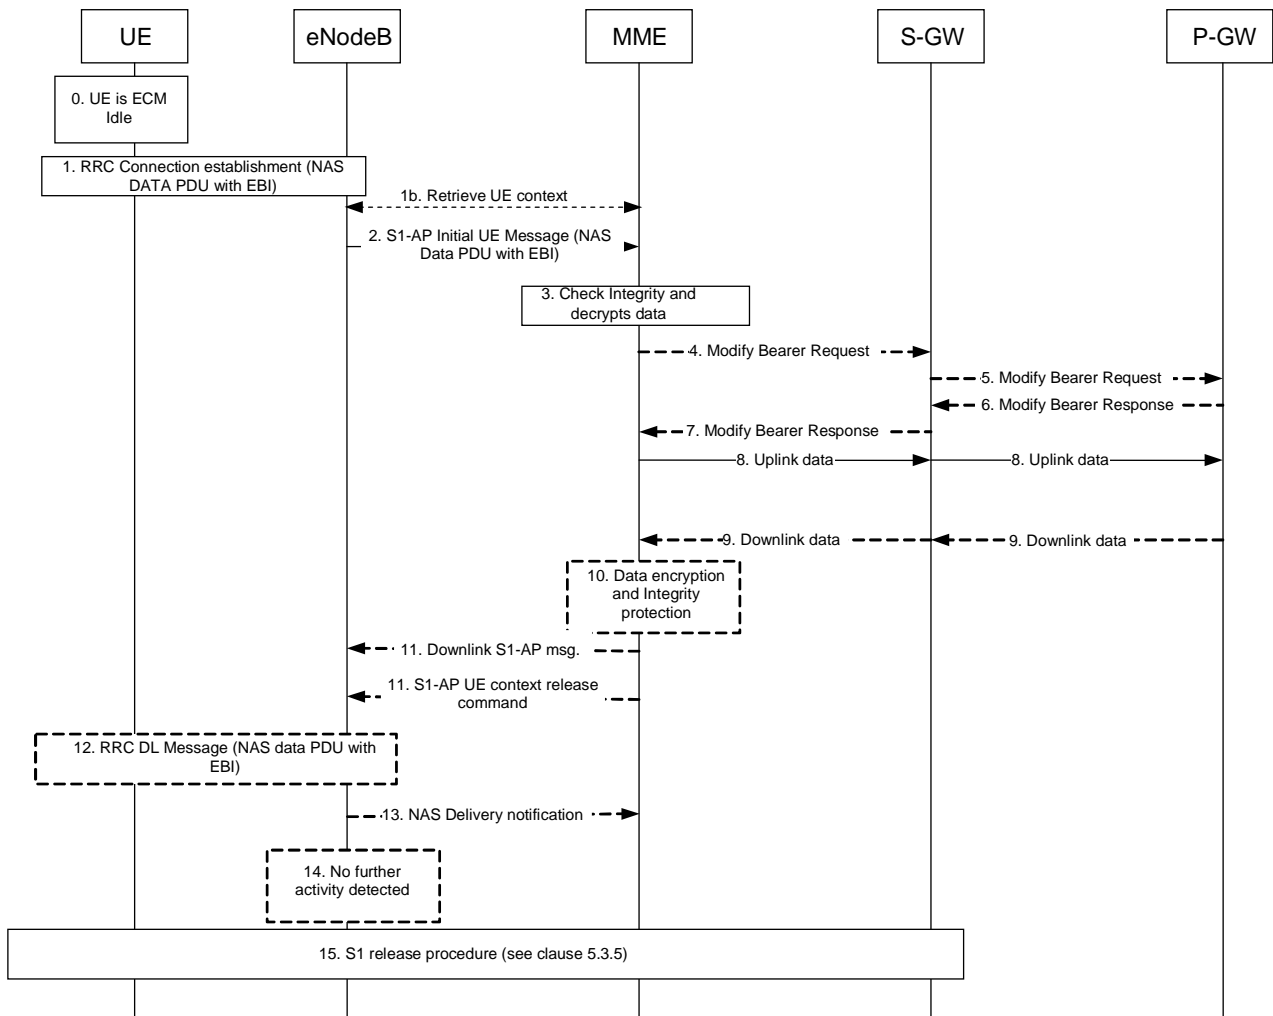 UE
eNodeB
MME
S-GW
P-GW
0. UE is ECM
Idle
1. RRC Connection establishment (NAS
DATA PDU with EBI)
1b. Retrieve UE context
2. S1-AP Initial UE Message (NAS
Data PDU with EBI)
3. Check Integrity and
decrypts data
4. Modify Bearer Request
5. Modify Bearer Request
6. Modify Bearer Response
7. Modify Bearer Response
8. Uplink data
8. Uplink data
9. Downlink data
9. Downlink data
10. Data encryption
and Integrity
protection
11. Downlink S1-AP msg.
11. S1-AP UE context release
command
12. RRC DL Message (NAS data PDU with
EBI)
13. NAS Delivery notification
14. No further
activity detected
15. S1 release procedure (see clause 5.3.5)